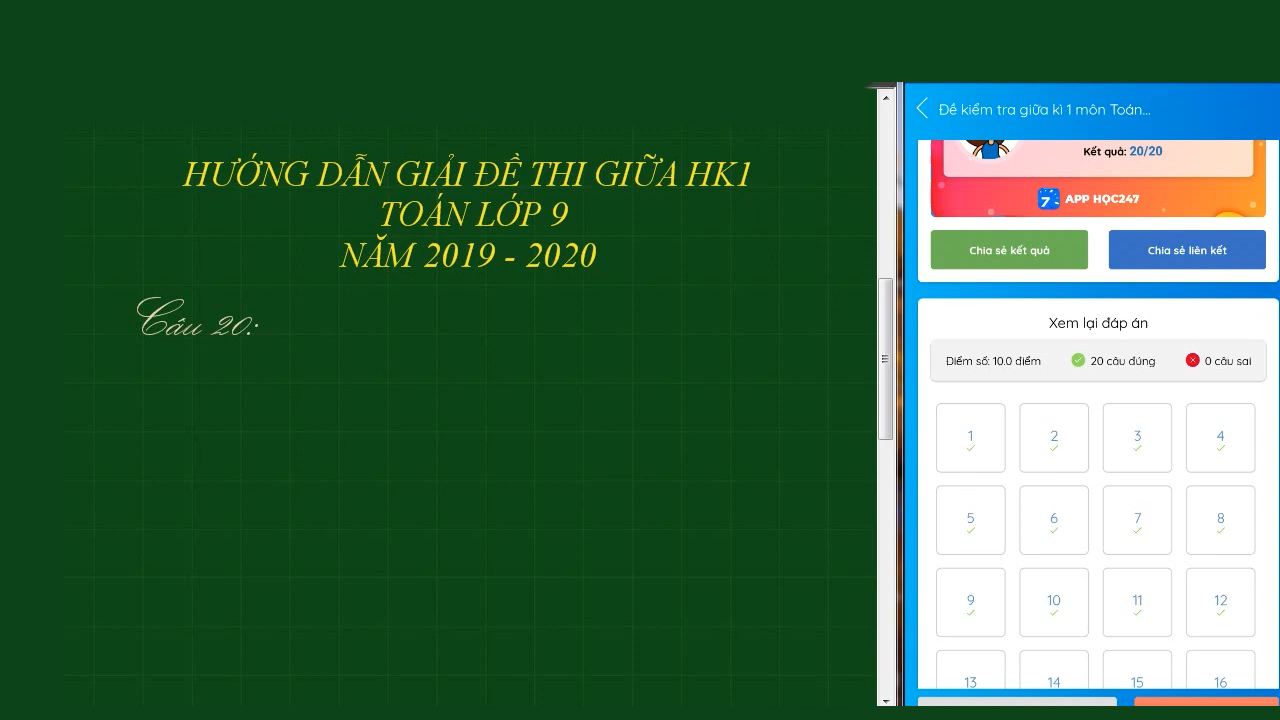 HƯỚNG DẪN GIẢI ĐỀ THI GIỮA HK1
TOÁN LỚP 9
NĂM 2019 - 2020
Câu 20:
Đề kiểm tra giữa kì 1 môn Toán...
Kết quả: 20/20
7 APP HỌC247
Chia sẻ kết quả
Chia sẻ liên kết
Xem lại đáp án
Điểm số: 10.0 điểm 20 câu đúng 0 câu sai
1 2 3 4
5 6 7 8
9 10 11 12
13 14 15 16